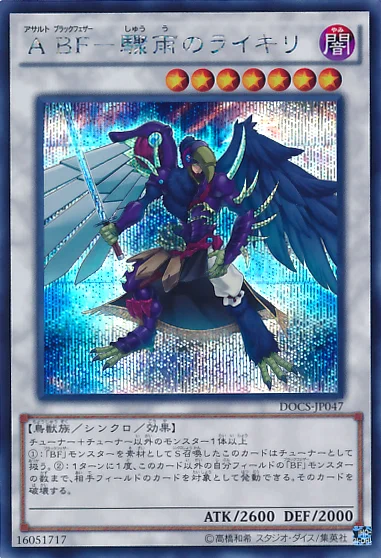 アサルト ブラックフェザー しゅう う
A BF－驟雨のライキリ
やみ
闇
DOCS-JP047
【鳥獣族／シンクロ／効果】
チューナー＋チューナー以外のモンスター1体以上
①：「BF」モンスターを素材としてS召喚したこのカードはチューナーとして
扱う。②：1ターンに1度、このカード以外の自分フィールドの「BF」モンスター
の数まで、相手フィールドのカードを対象として発動できる。そのカードを
破壊する。
ATK/2600 DEF/2000
16051717
©高橋和希 スタジオ・ダイス/集英社